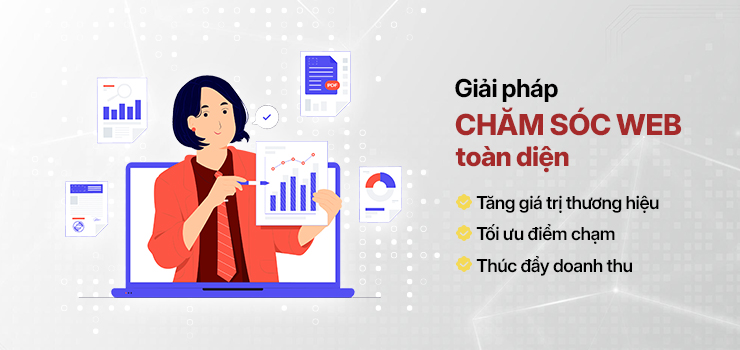 PDF
Giải pháp
CHĂM SÓC WEB
toàn diện
Tăng giá trị thương hiệu
Tối ưu điểm chạm
Thúc đẩy doanh thu